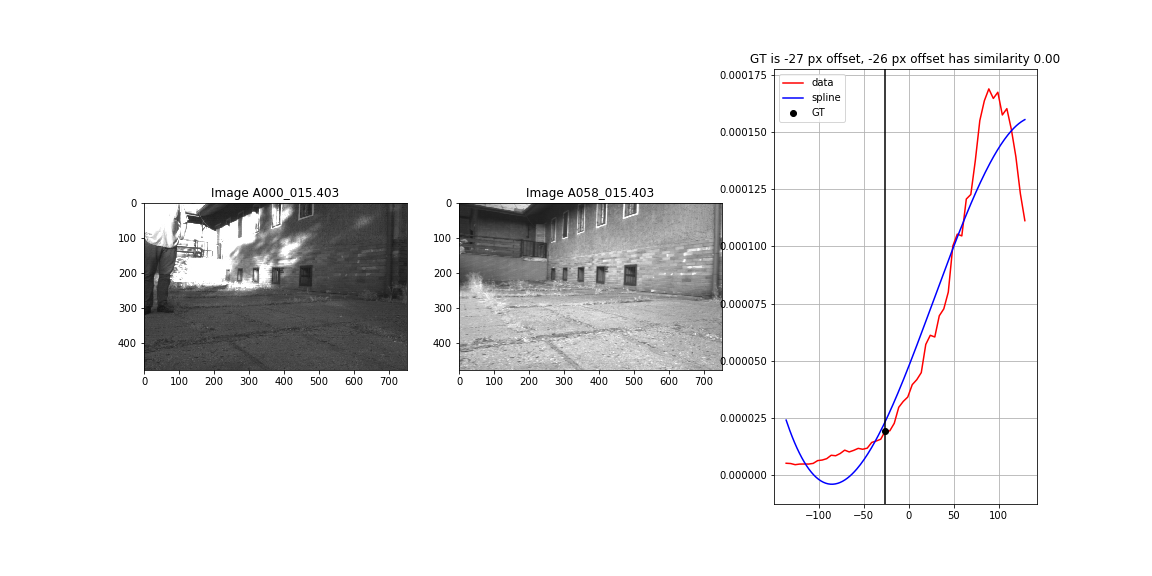 GT is -27 px offset, -26 px offset has similarity 0.00
Image A000_015.403
Image A058_015.403
data
spline
GT
0
100
200
300
400
0 100 200 300 400 500 600 700
0
100
200
300
400
0 100 200 300 400 500 600 700
0.000175
0.000150
0.000125
0.000100
0.000075
0.000050
0.000025
0.000000
−100 −50 0 50 100